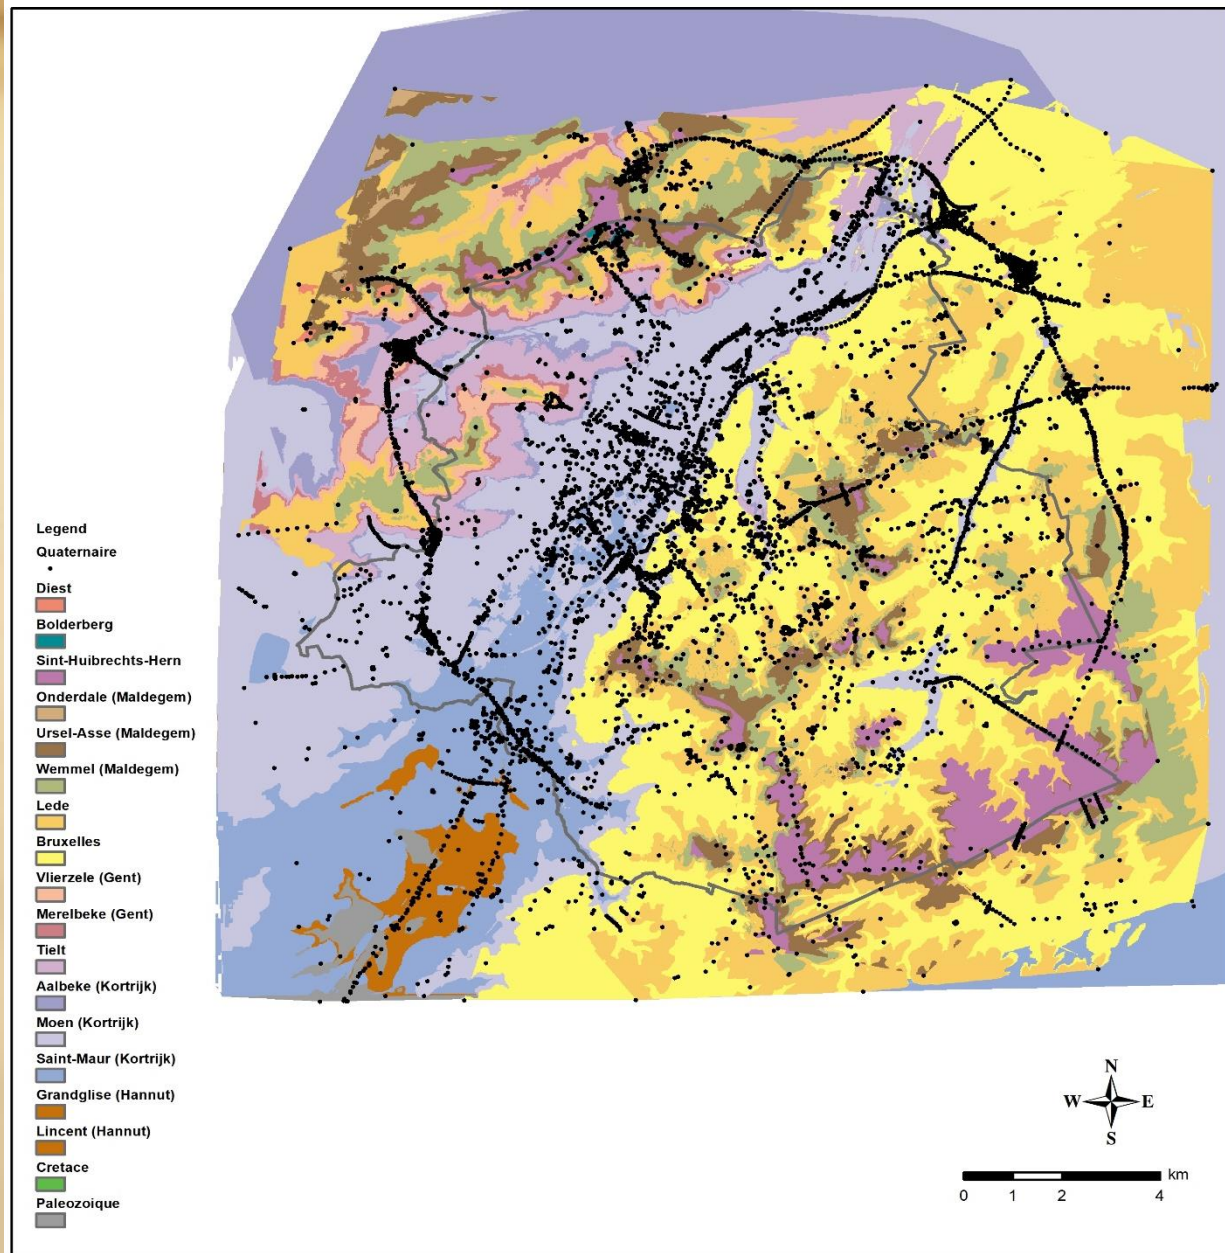 Legend
Quaternaire
Diest
Bolderberg
Sint-Huibrechts-Hern
Onderdale (Maldegem)
Ursel-Asse (Maldegem)
Wemmel (Maldegem)
Lede
Bruxelles
Vlierzele (Gent)
Merelbeke (Gent)
Tielt
Aalbeke (Kortrijk)
Moen (Kortrijk)
Saint-Maur (Kortrijk)
Grandglise (Hannut)
Lincent (Hannut)
Cretace
Paleozoique
N
W E
S
km
0 1 2 4